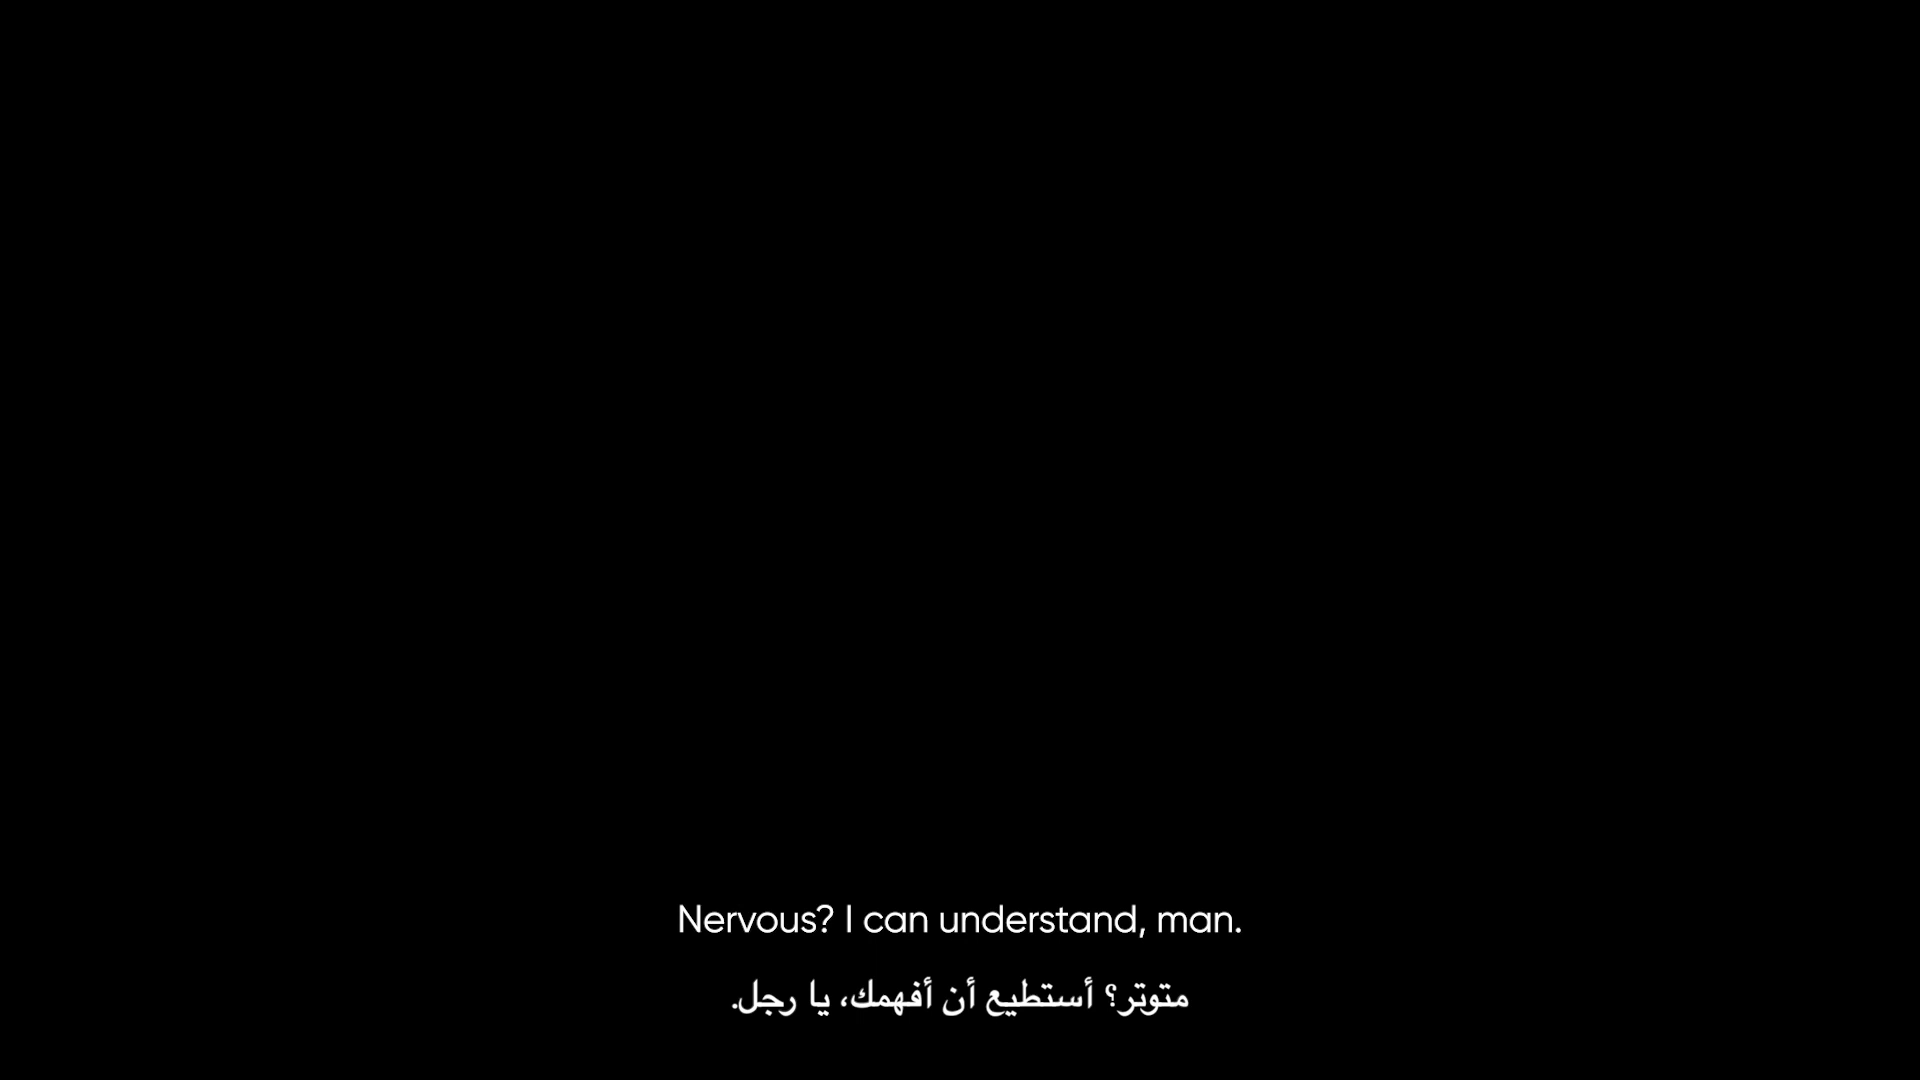 Nervous? I can understand, man.
متوتر؟ أستطيع أن أفهمك، يا رجل.